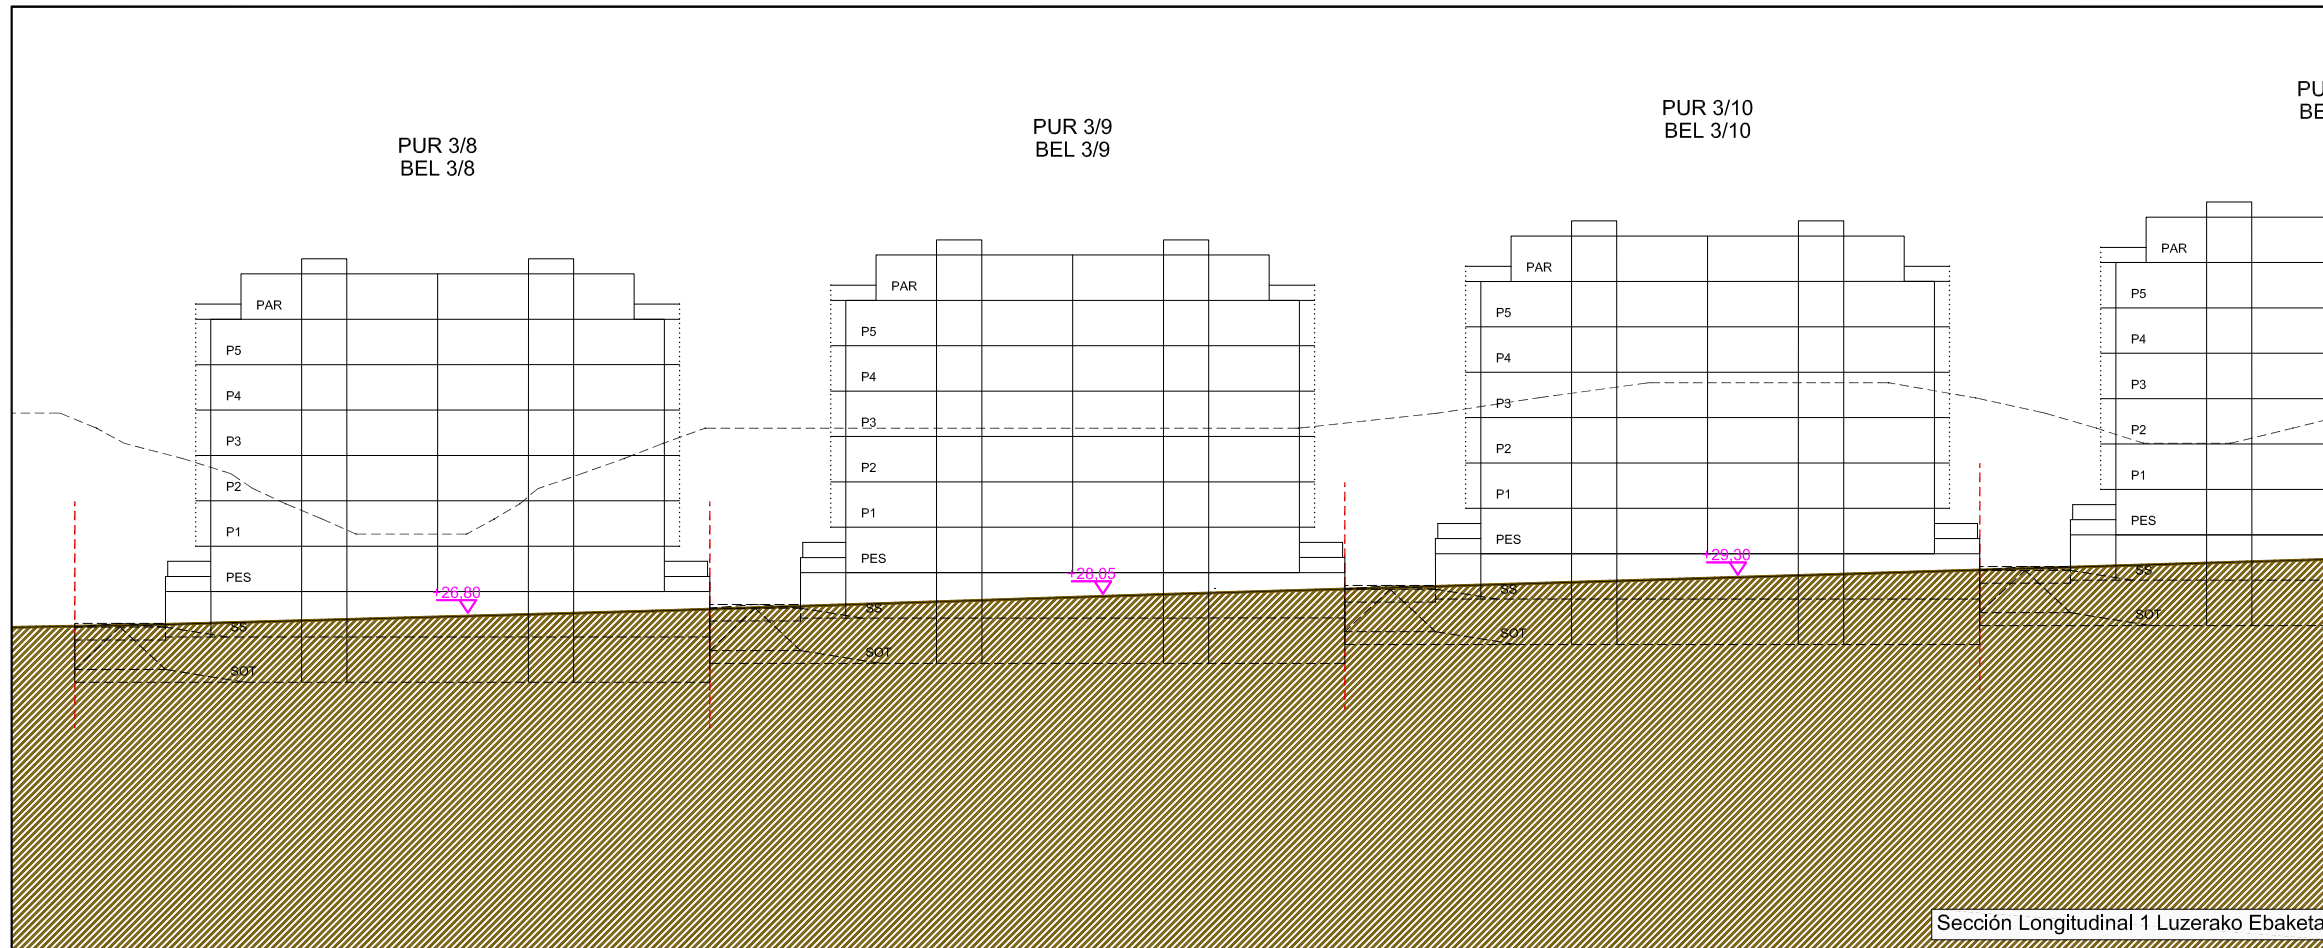 PUR 3/8
BEL 3/8
PAR
P5
P4
P3
P2
P1
PES
+26,80
SS
SOT
PUR 3/9
BEL 3/9
PAR
P5
P4
P3
P2
P1
PES
+28,05
SS
SOT
PUR 3/10
BEL 3/10
PAR
P5
P4
P3
P2
P1
PES
+29,30
SS
SOT
PU
BE
PAR
P5
P4
P3
P2
P1
PES
SS
SOT
Sección Longitudinal 1 Luzerako Ebaketa